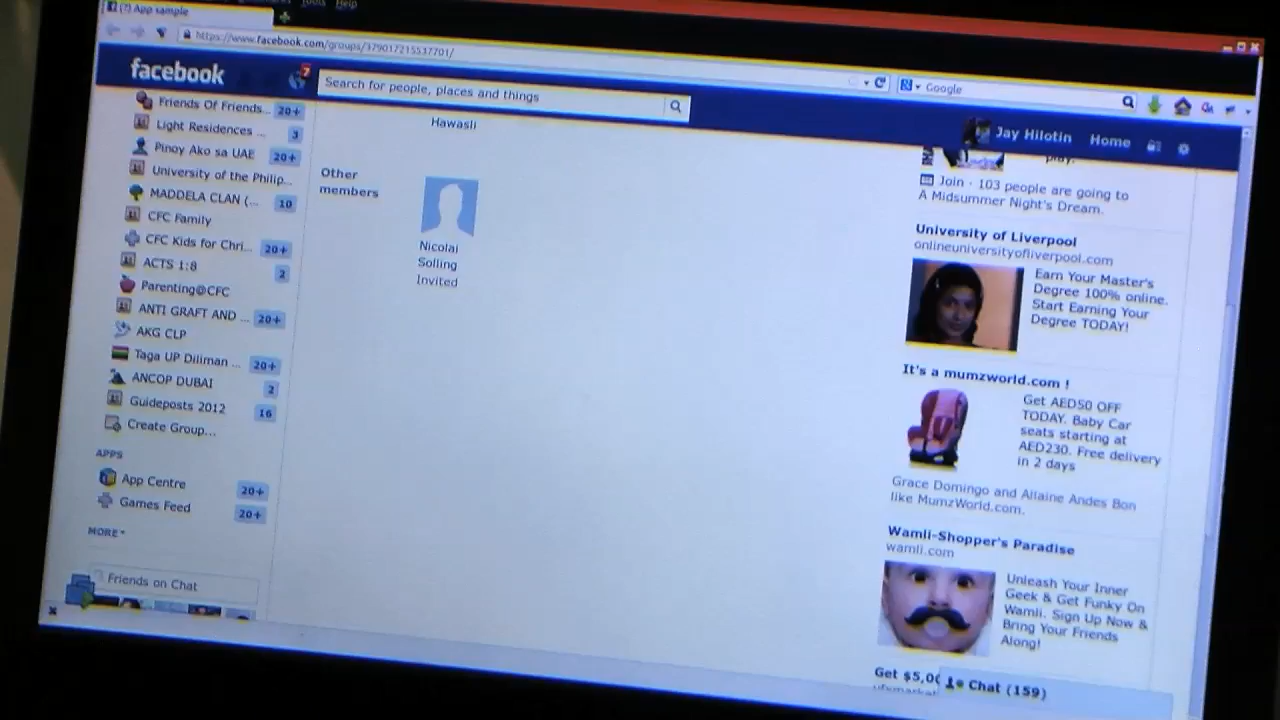 Tools Help
(7) App sample
https://www.facebook.com/groups/379017215537701/
Google
facebook
7
Search for people, places and things
Jay Hilotin
Home
Friends Of Friends... 20+
Light Residences ... 3
Pinoy Ako sa UAE 20+
University of the Philip...
MADDELA CLAN (... 10
CFC Family
CFC Kids for Chri... 20+
ACTS 1:8 2
Parenting@CFC
ANTI GRAFT AND ... 20+
AKG CLP
Taga UP Diliman ... 20+
ANCOP DUBAI 2
Guideposts 2012 16
Create Group...
APPS
App Centre 20+
Games Feed 20+
MORE
Friends on Chat
Hawasli
Other
members
Nicolai
Solling
Invited
play.
Join · 103 people are going to
A Midsummer Night's Dream.
University of Liverpool
onlineuniversityofliverpool.com
Earn Your Master's
Degree 100% online.
Start Earning Your
Degree TODAY!
It's a mumzworld.com !
Get AED50 OFF
TODAY. Baby Car
seats starting at
AED230. Free delivery
in 2 days
Grace Domingo and Allaine Andes Bon
like MumzWorld.com.
Wamli-Shopper's Paradise
wamli.com
Unleash Your Inner
Geek & Get Funky On
Wamli. Sign Up Now &
Bring Your Friends
Along!
Get $5,00
Chat (159)